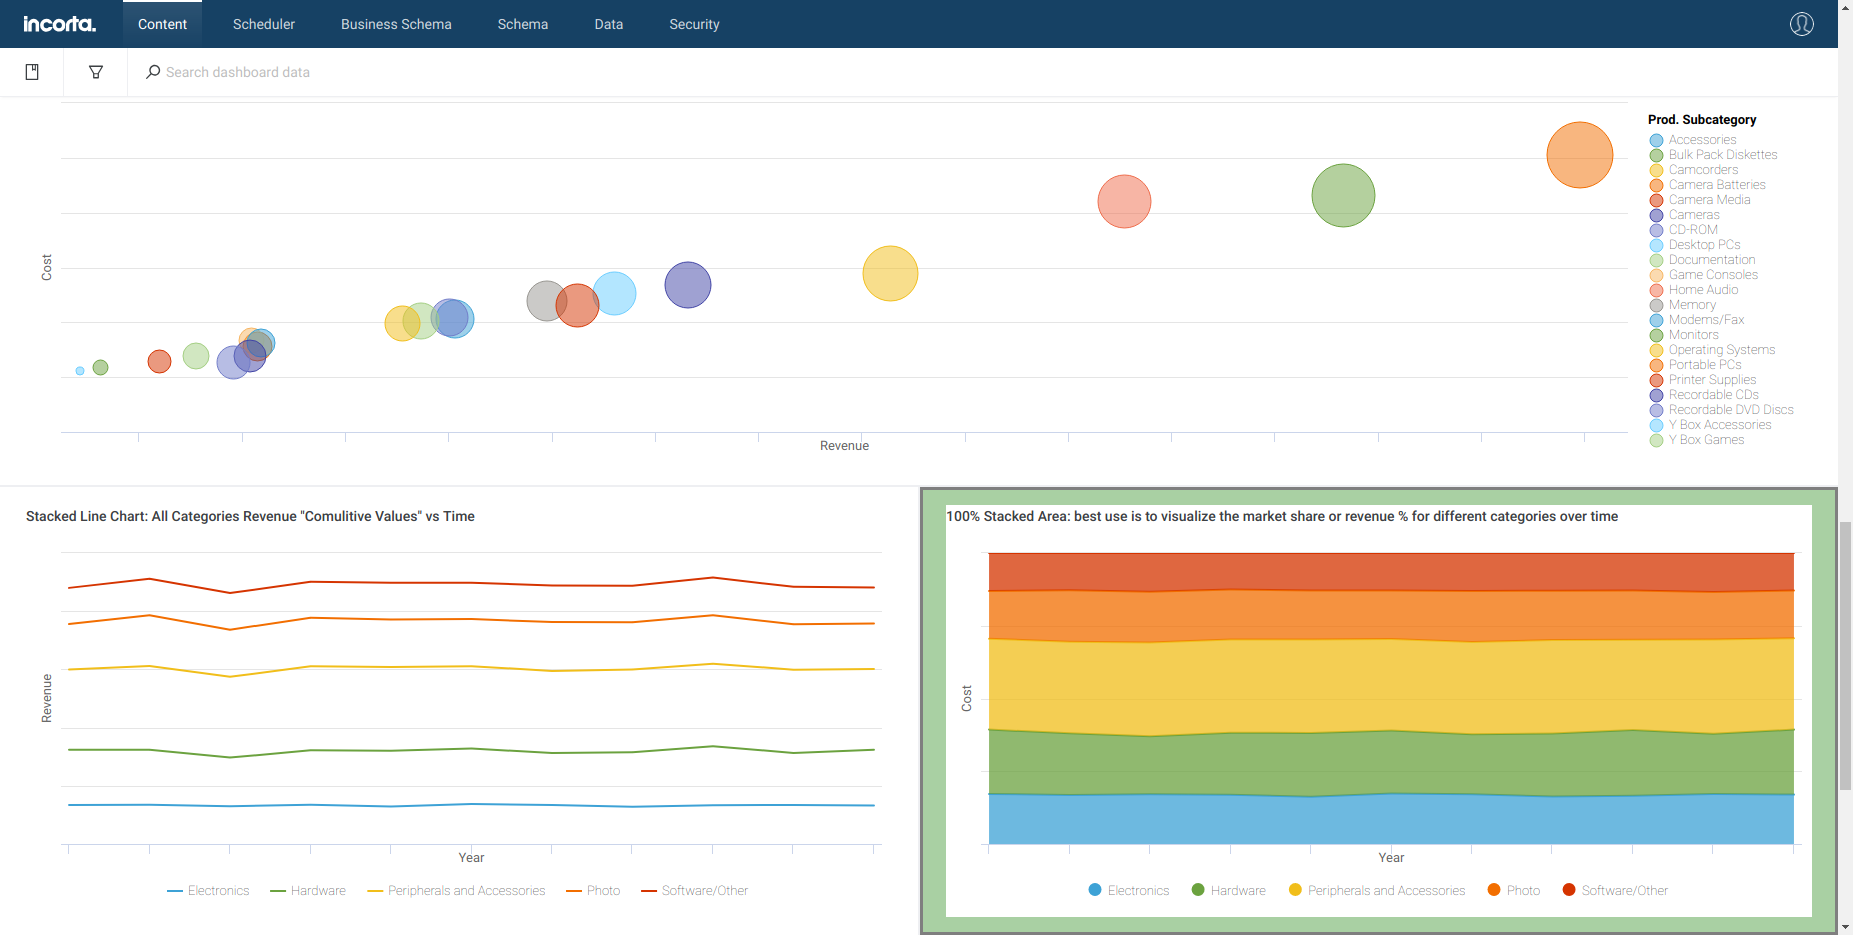 incorta.
Content
Scheduler
Business Schema
Schema
Data
Security
Search dashboard data
Cost
Revenue
Prod. Subcategory
Accessories
Bulk Pack Diskettes
Camcorders
Camera Batteries
Camera Media
Cameras
CD-ROM
Desktop PCs
Documentation
Game Consoles
Home Audio
Memory
Modems/Fax
Monitors
Operating Systems
Portable PCs
Printer Supplies
Recordable CDs
Recordable DVD Discs
Y Box Accessories
Y Box Games
Stacked Line Chart: All Categories Revenue "Comulitive Values" vs Time
Revenue
Year
Electronics
Hardware
Peripherals and Accessories
Photo
Software/Other
100% Stacked Area: best use is to visualize the market share or revenue % for different categories over time
Cost
Year
Electronics
Hardware
Peripherals and Accessories
Photo
Software/Other